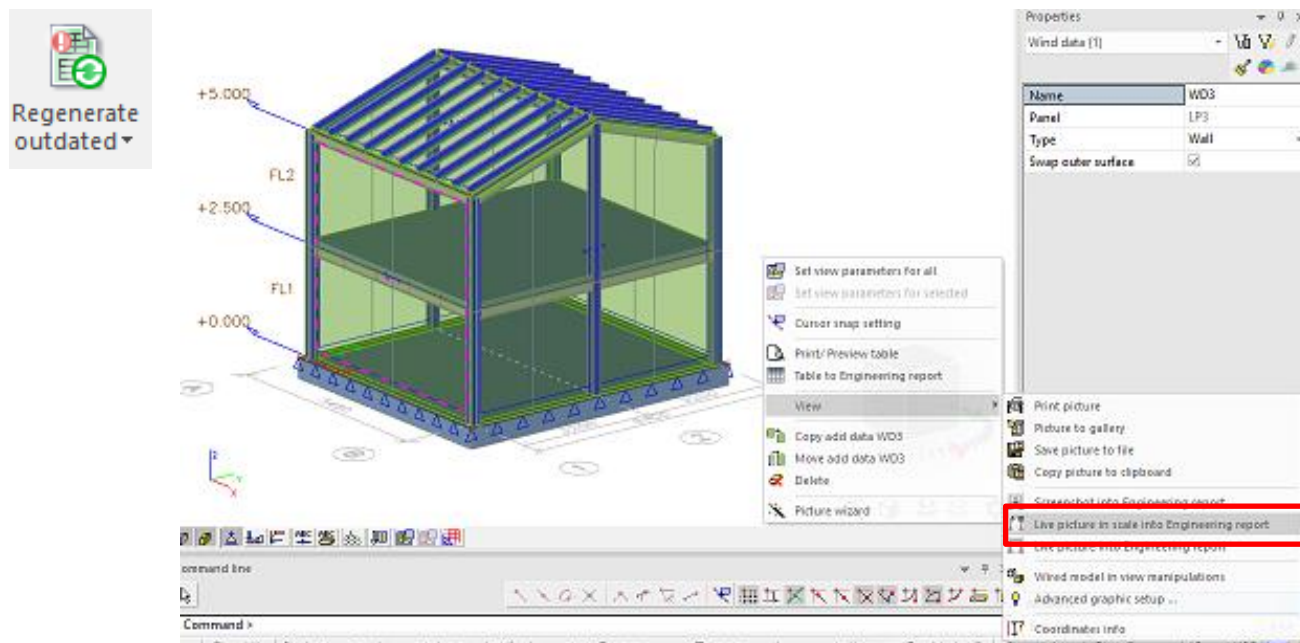 Regenerate
outdated
+5.000
FL2
+2.500
FL1
+0.000
Z
Y
X
Properties
Wind data (1)
Name WD3
Panel LP3
Type Wall
Swap outer surface
Set view parameters for all
Set view parameters for selected
Cursor snap setting
Print/ Preview table
Table to Engineering report
View
Copy add data WD3
Move add data WD3
Delete
Picture wizard
Print picture
Picture to gallery
Save picture to file
Copy picture to clipboard
Screenshot into Engineering report
Live picture in scale into Engineering report
Live picture into Engineering report
Wired model in view manipulations
Advanced graphic setup ...
Coordinates info
ommand line
Command >